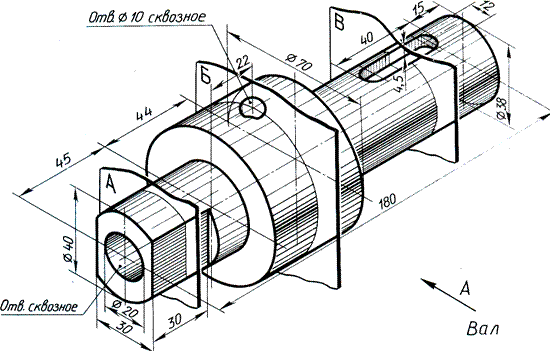 Отв. Ø 10 сквозное
В
15
12
40
22
Б
Ø 70
4,5
44
Ø 38
45
А
180
Ø 40
Отв. сквозное
Ø 20
30
30
А
Вал